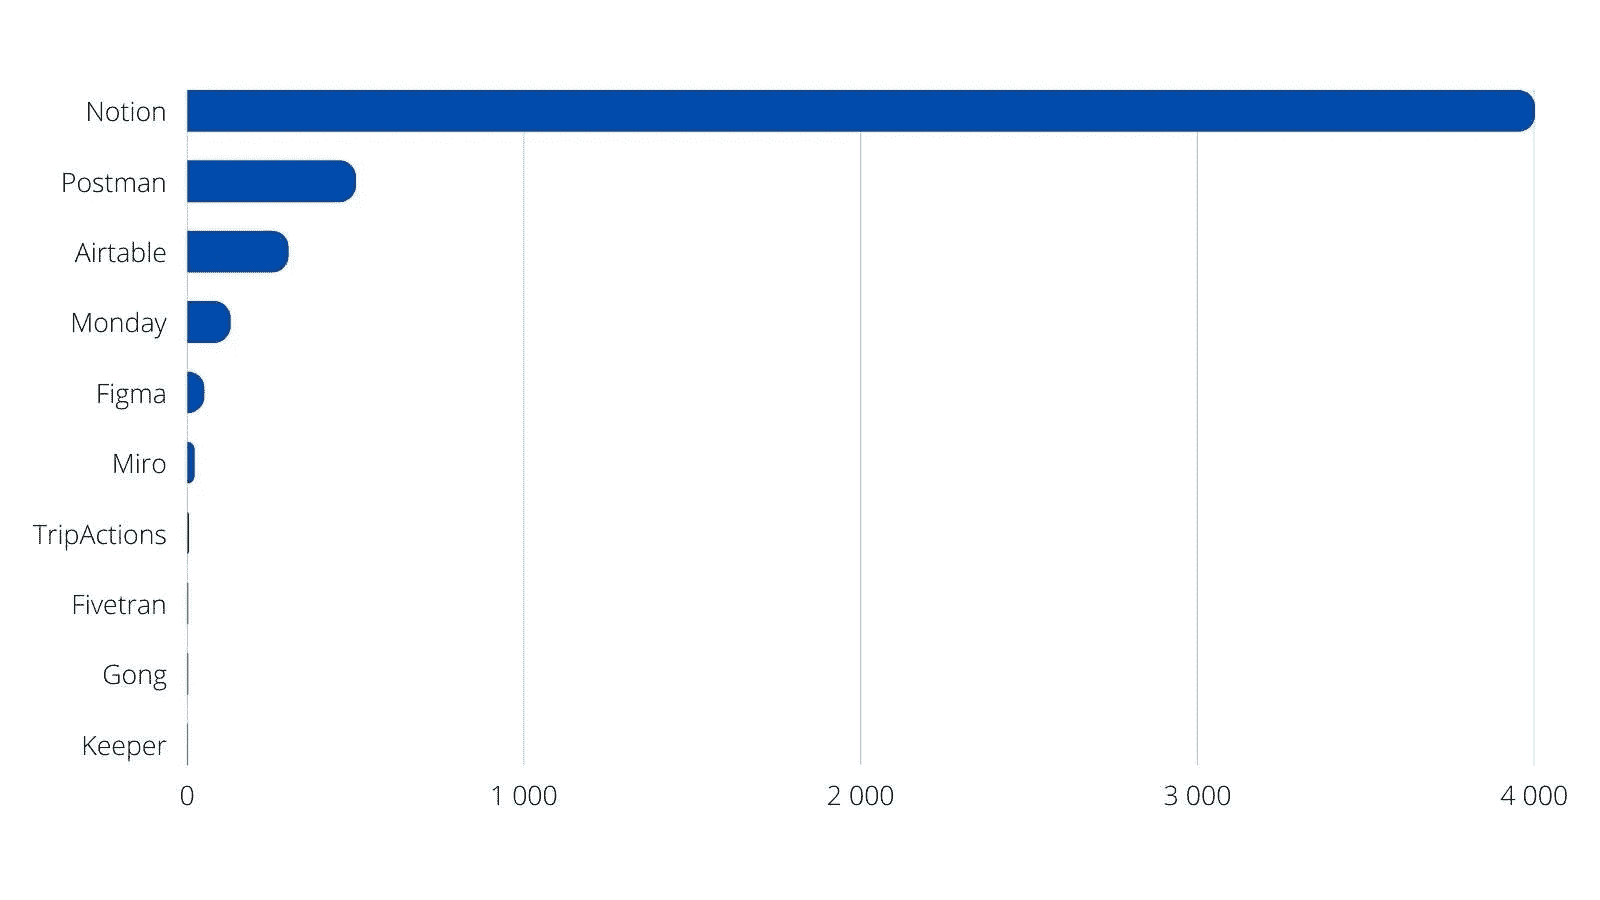 Notion
Postman
Airtable
Monday
Figma
Miro
TripActions
Fivetran
Gong
Keeper
0 1 000 2 000 3 000 4 000